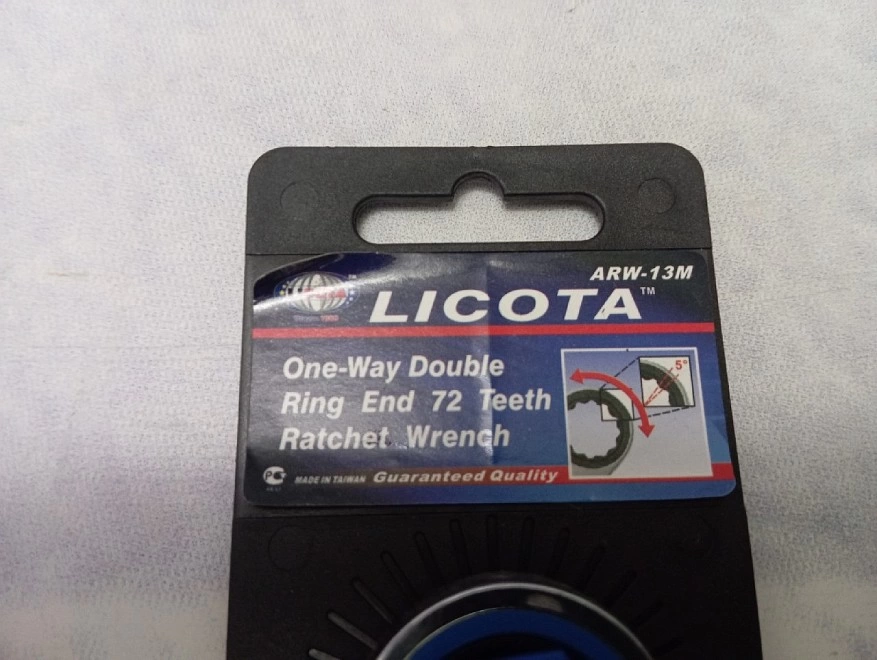 ARW-13M
LICOTA™
One-Way Double
Ring End 72 Teeth
Ratchet Wrench
5°
MADE IN TAIWAN Guaranteed Quality